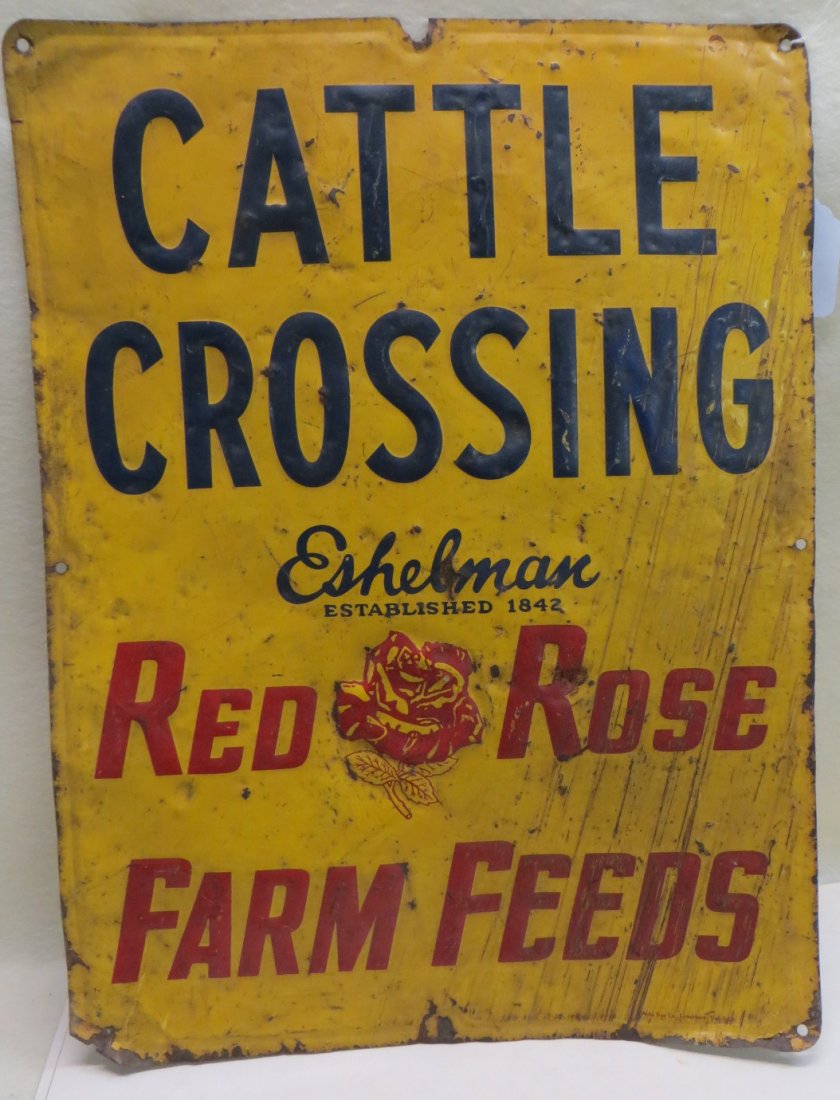 CATTLE
CROSSING
Eshelman
ESTABLISHED 1842
RED ROSE
FARM FEEDS